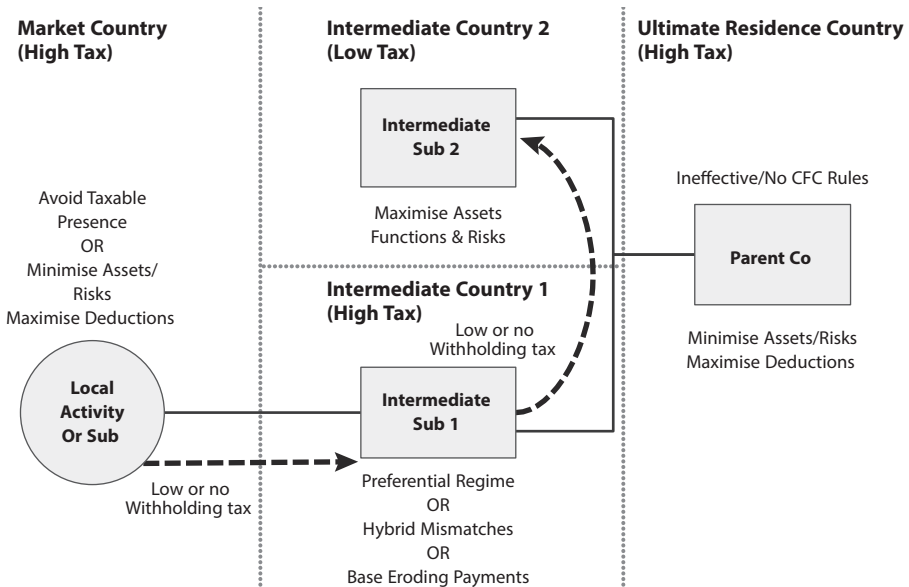 Market Country
(High Tax)
Intermediate Country 2
(Low Tax)
Ultimate Residence Country
(High Tax)
Avoid Taxable
Presence
OR
Minimise Assets/
Risks
Maximise Deductions
Local
Activity
Or Sub
Low or no
Withholding tax
Intermediate
Sub 2
Maximise Assets
Functions & Risks
Intermediate Country 1
(High Tax)
Low or no
Withholding tax
Intermediate
Sub 1
Preferential Regime
OR
Hybrid Mismatches
OR
Base Eroding Payments
Ineffective/No CFC Rules
Parent Co
Minimise Assets/Risks
Maximise Deductions